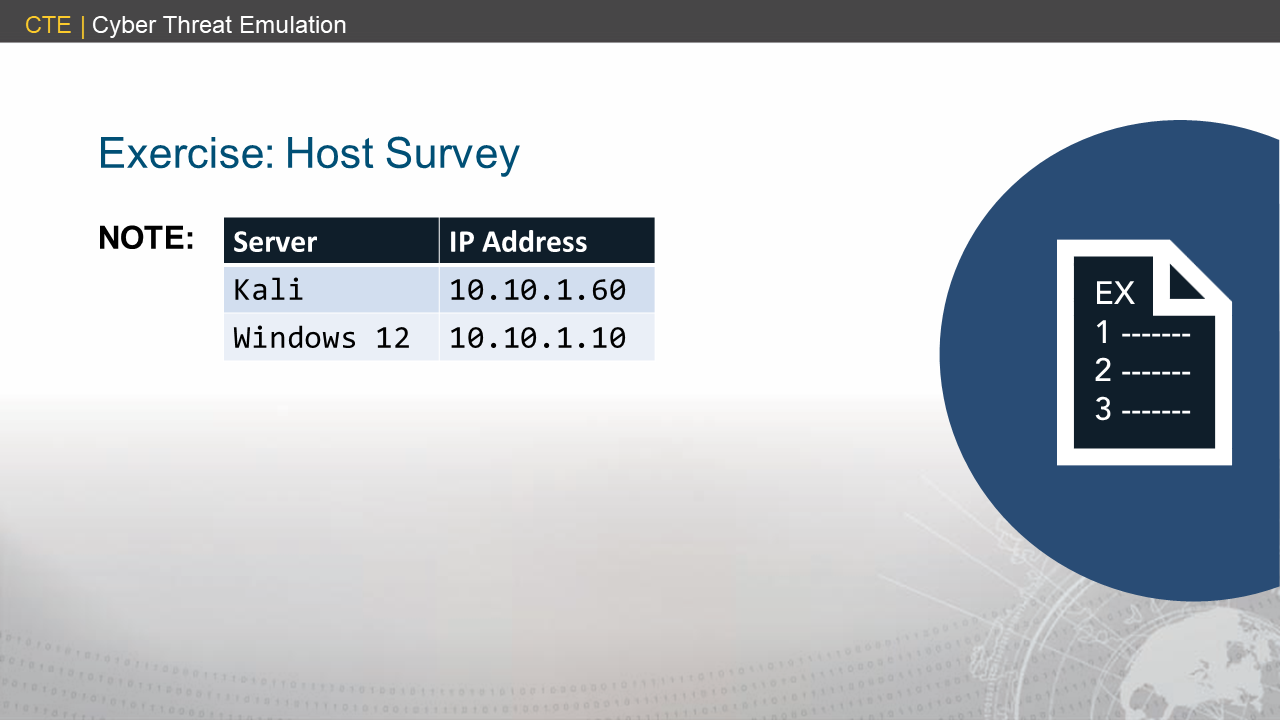 CTE | Cyber Threat Emulation
Exercise: Host Survey
NOTE:
Server IP Address
Kali 10.10.1.60
Windows 12 10.10.1.10
EX
1 -------
2 -------
3 -------